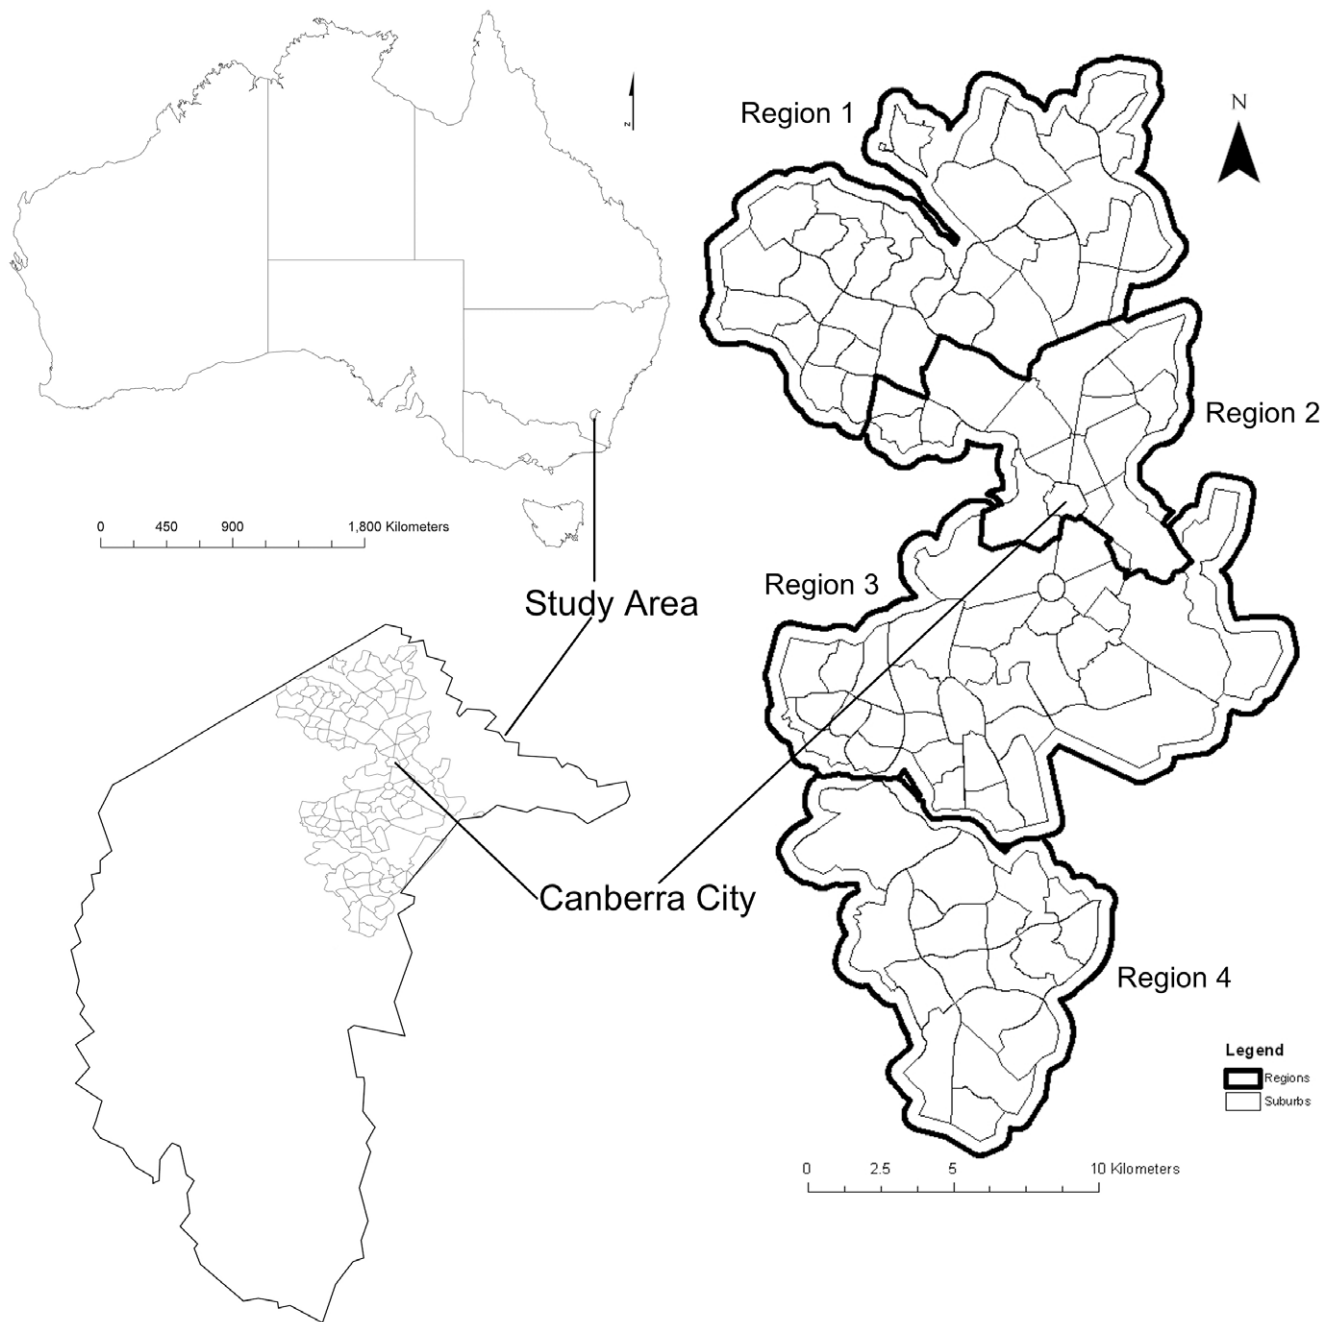 N
Region 1
N
Region 2
0 450 900 1,800 Kilometers
Region 3
Study Area
Canberra City
Region 4
Legend
Regions
Suburbs
0 2.5 5 10 Kilometers